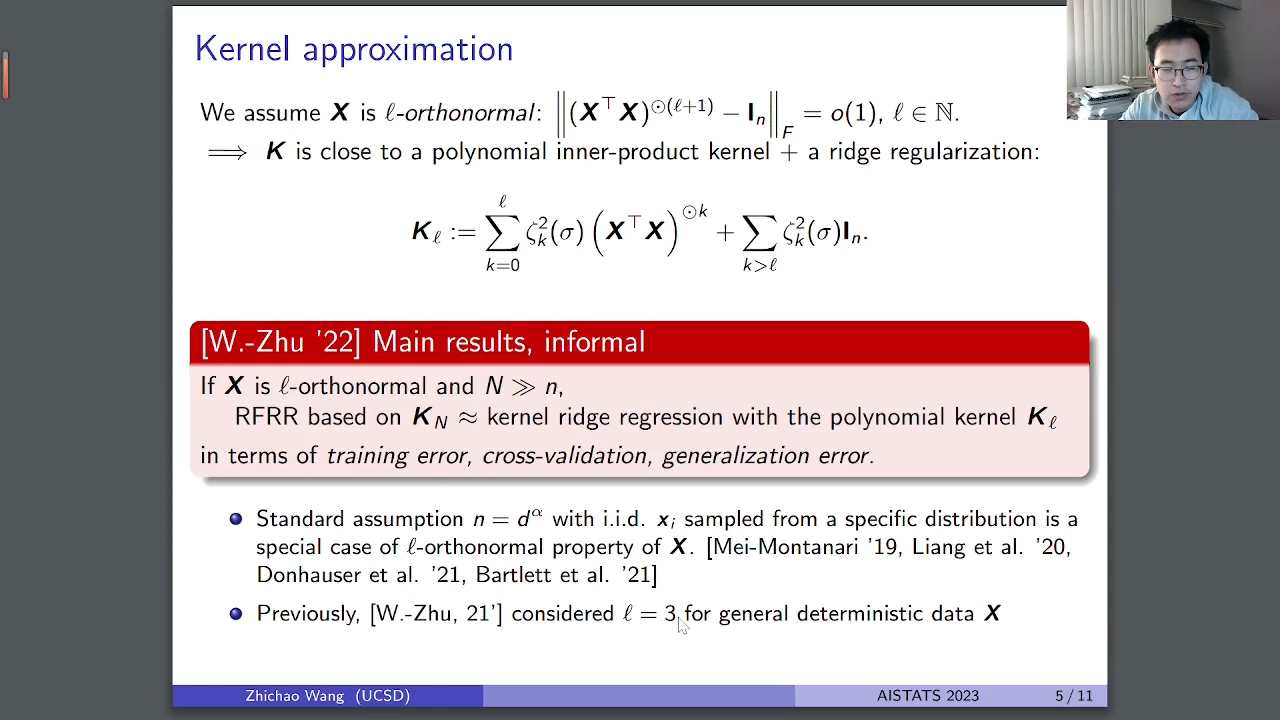 Kernel approximation
We assume X is ℓ-orthonormal: ‖(X⊤X)^{⊙(ℓ+1)} − I_n‖_F = o(1), ℓ ∈ ℕ.
⟹ K is close to a polynomial inner-product kernel + a ridge regularization:
K_ℓ := ∑_{k=0}^{ℓ} ζ_k^2(σ) (X⊤X)^{⊙k} + ∑_{k>ℓ} ζ_k^2(σ)I_n.
[W.-Zhu '22] Main results, informal
If X is ℓ-orthonormal and N ≫ n,
RFRR based on K_N ≈ kernel ridge regression with the polynomial kernel K_ℓ
in terms of training error, cross-validation, generalization error.
Standard assumption n = d^α with i.i.d. x_i sampled from a specific distribution is a
special case of ℓ-orthonormal property of X. [Mei-Montanari '19, Liang et al. '20,
Donhauser et al. '21, Bartlett et al. '21]
Previously, [W.-Zhu, 21'] considered ℓ = 3 for general deterministic data X
Zhichao Wang (UCSD) AISTATS 2023 5 / 11